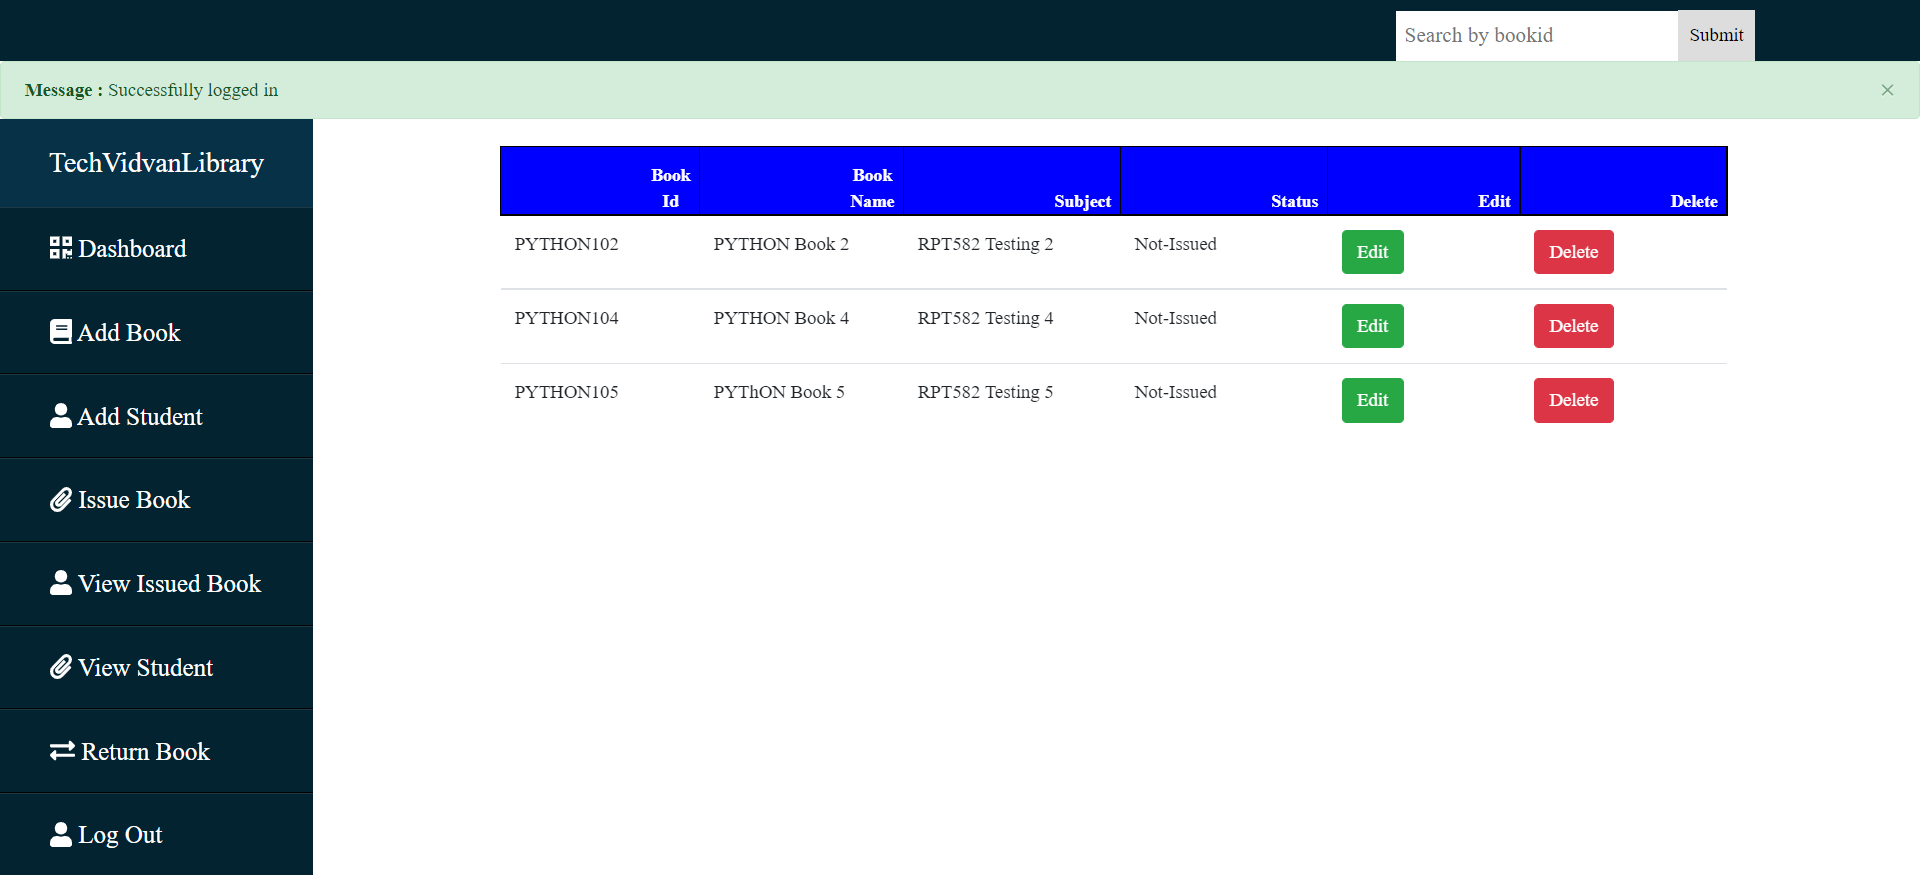 Search by bookid Submit
Message : Successfully logged in ×
TechVidvanLibrary
Dashboard
Add Book
Add Student
Issue Book
View Issued Book
View Student
Return Book
Log Out
Book Id Book Name Subject Status Edit Delete
PYTHON102 PYTHON Book 2 RPT582 Testing 2 Not-Issued Edit Delete
PYTHON104 PYTHON Book 4 RPT582 Testing 4 Not-Issued Edit Delete
PYTHON105 PYThON Book 5 RPT582 Testing 5 Not-Issued Edit Delete